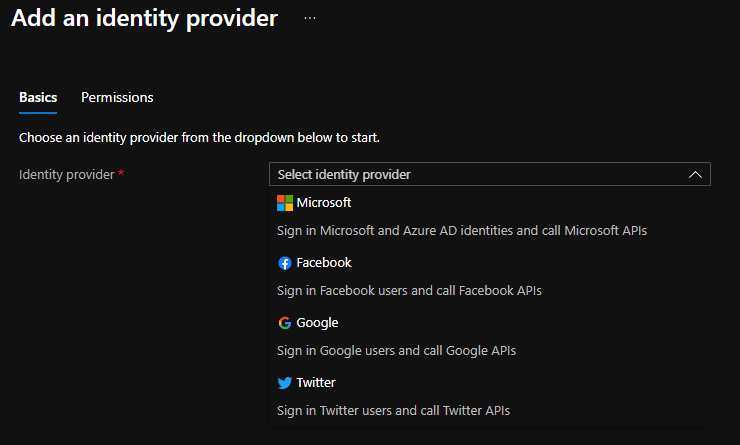 Add an identity provider ...
Basics Permissions
Choose an identity provider from the dropdown below to start.
Identity provider * Select identity provider
Microsoft
Sign in Microsoft and Azure AD identities and call Microsoft APIs
Facebook
Sign in Facebook users and call Facebook APIs
Google
Sign in Google users and call Google APIs
Twitter
Sign in Twitter users and call Twitter APIs